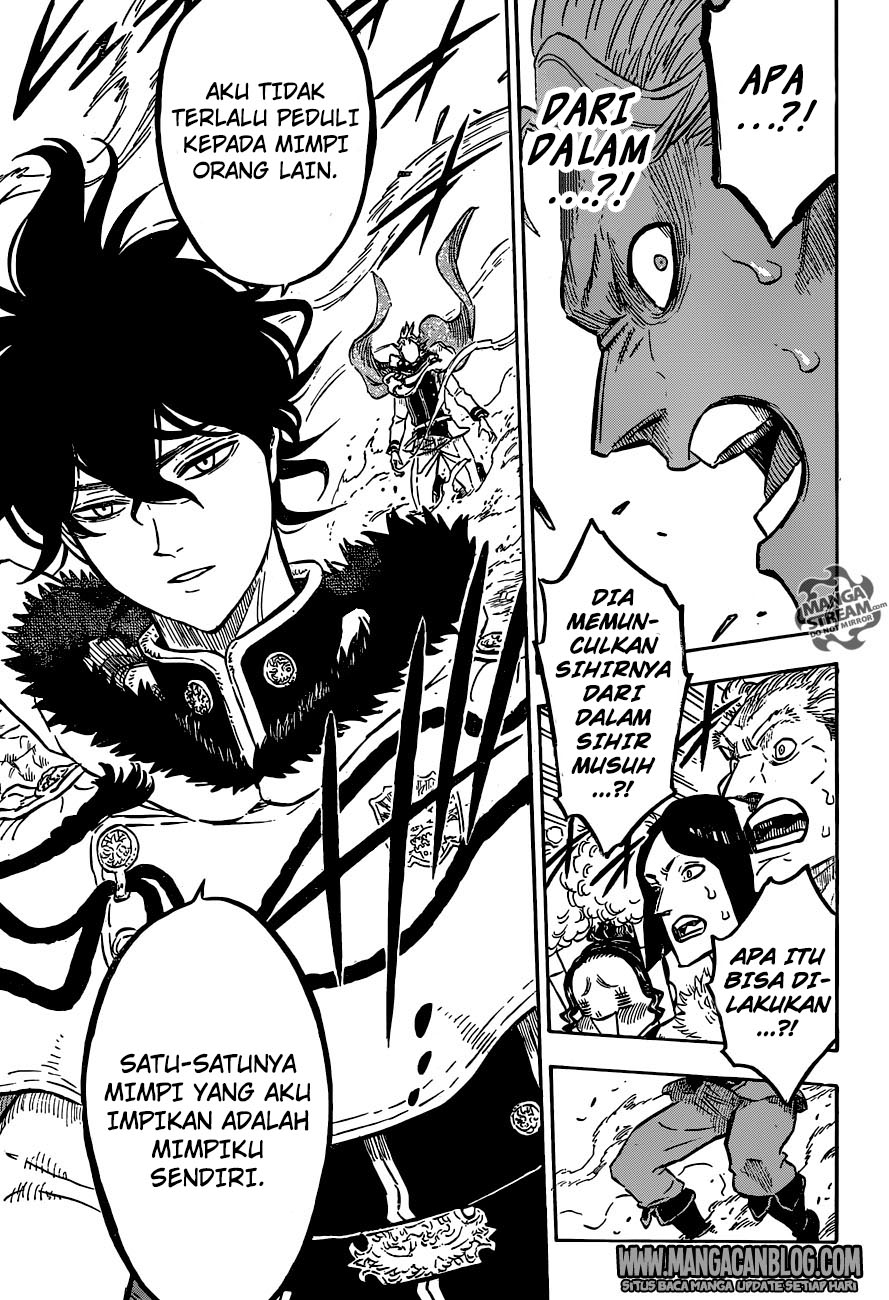 APA
...?!
DARI
DALAM
...?!
DIA
MEMUN-
CULKAN
SIHIRNYA
DARI
DALAM
SIHIR
MUSUH
...?!
APA ITU
BISA DI-
LAKUKAN
...?!
AKU TIDAK
TERLALU PEDULI
KEPADA MIMPI
ORANG LAIN.
SATU-SATUNYA
MIMPI YANG AKU
IMPIKAN ADALAH
MIMPIKU
SENDIRI.
MANGA
STREAM.com
DO NOT MIRROR!
WWW.MANGACANBLOG.COM
SITUS BACA MANGA UPDATE SETIAP HARI